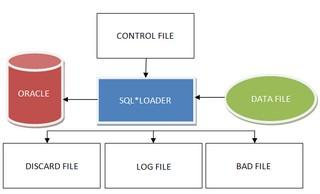 CONTROL FILE
ORACLE
SQL*LOADER
DATA FILE
DISCARD FILE
LOG FILE
BAD FILE